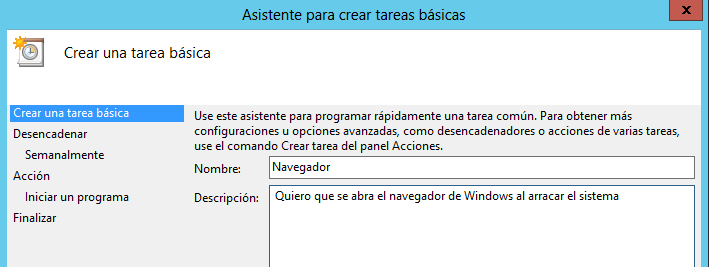 Asistente para crear tareas básicas
x
Crear una tarea básica
Crear una tarea básica
Desencadenar
Semanalmente
Acción
Iniciar un programa
Finalizar
Use este asistente para programar rápidamente una tarea común. Para obtener más
configuraciones u opciones avanzadas, como desencadenadores o acciones de varias tareas,
use el comando Crear tarea del panel Acciones.
Nombre: Navegador
Descripción: Quiero que se abra el navegador de Windows al arracar el sistema